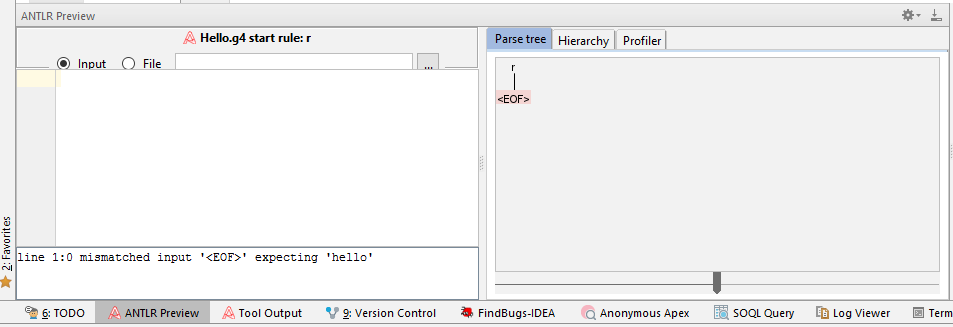 ANTLR Preview
Hello.g4 start rule: r
Input File ...
line 1:0 mismatched input '<EOF>' expecting 'hello'
Parse tree Hierarchy Profiler
r
<EOF>
2: Favorites
6: TODO ANTLR Preview Tool Output 9: Version Control FindBugs-IDEA Anonymous Apex SOQL Query Log Viewer Term